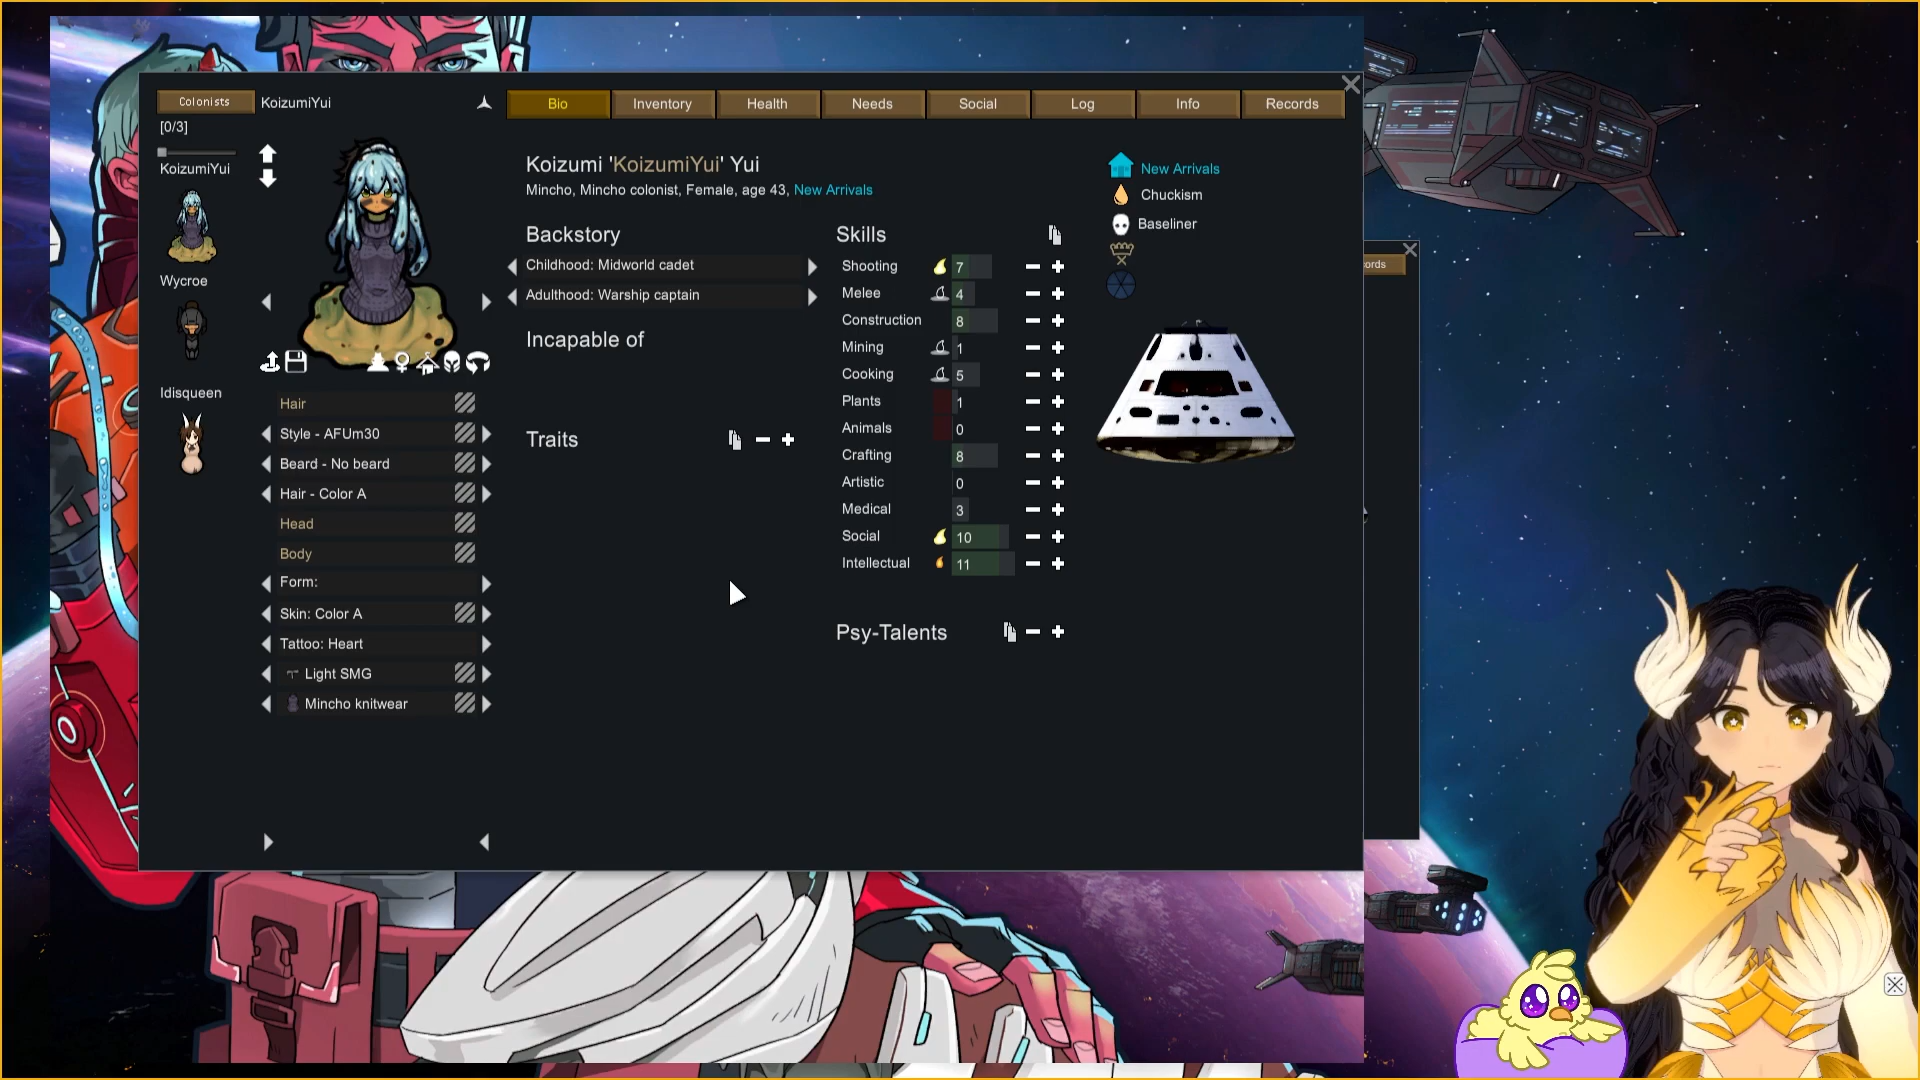 Colonists
KoizumiYui
Bio
Inventory
Health
Needs
Social
Log
Info
Records
[0/3]
KoizumiYui
Wycroe
Idisqueen
Hair
Style - AFUm30
Beard - No beard
Hair - Color A
Head
Body
Form:
Skin: Color A
Tattoo: Heart
Light SMG
Mincho knitwear
Koizumi 'KoizumiYui' Yui
Mincho, Mincho colonist, Female, age 43, New Arrivals
Backstory
Childhood: Midworld cadet
Adulthood: Warship captain
Incapable of
Traits
Skills
Shooting 7
Melee 4
Construction 8
Mining 1
Cooking 5
Plants 1
Animals 0
Crafting 8
Artistic 0
Medical 3
Social 10
Intellectual 11
Psy-Talents
New Arrivals
Chuckism
Baseliner
ords